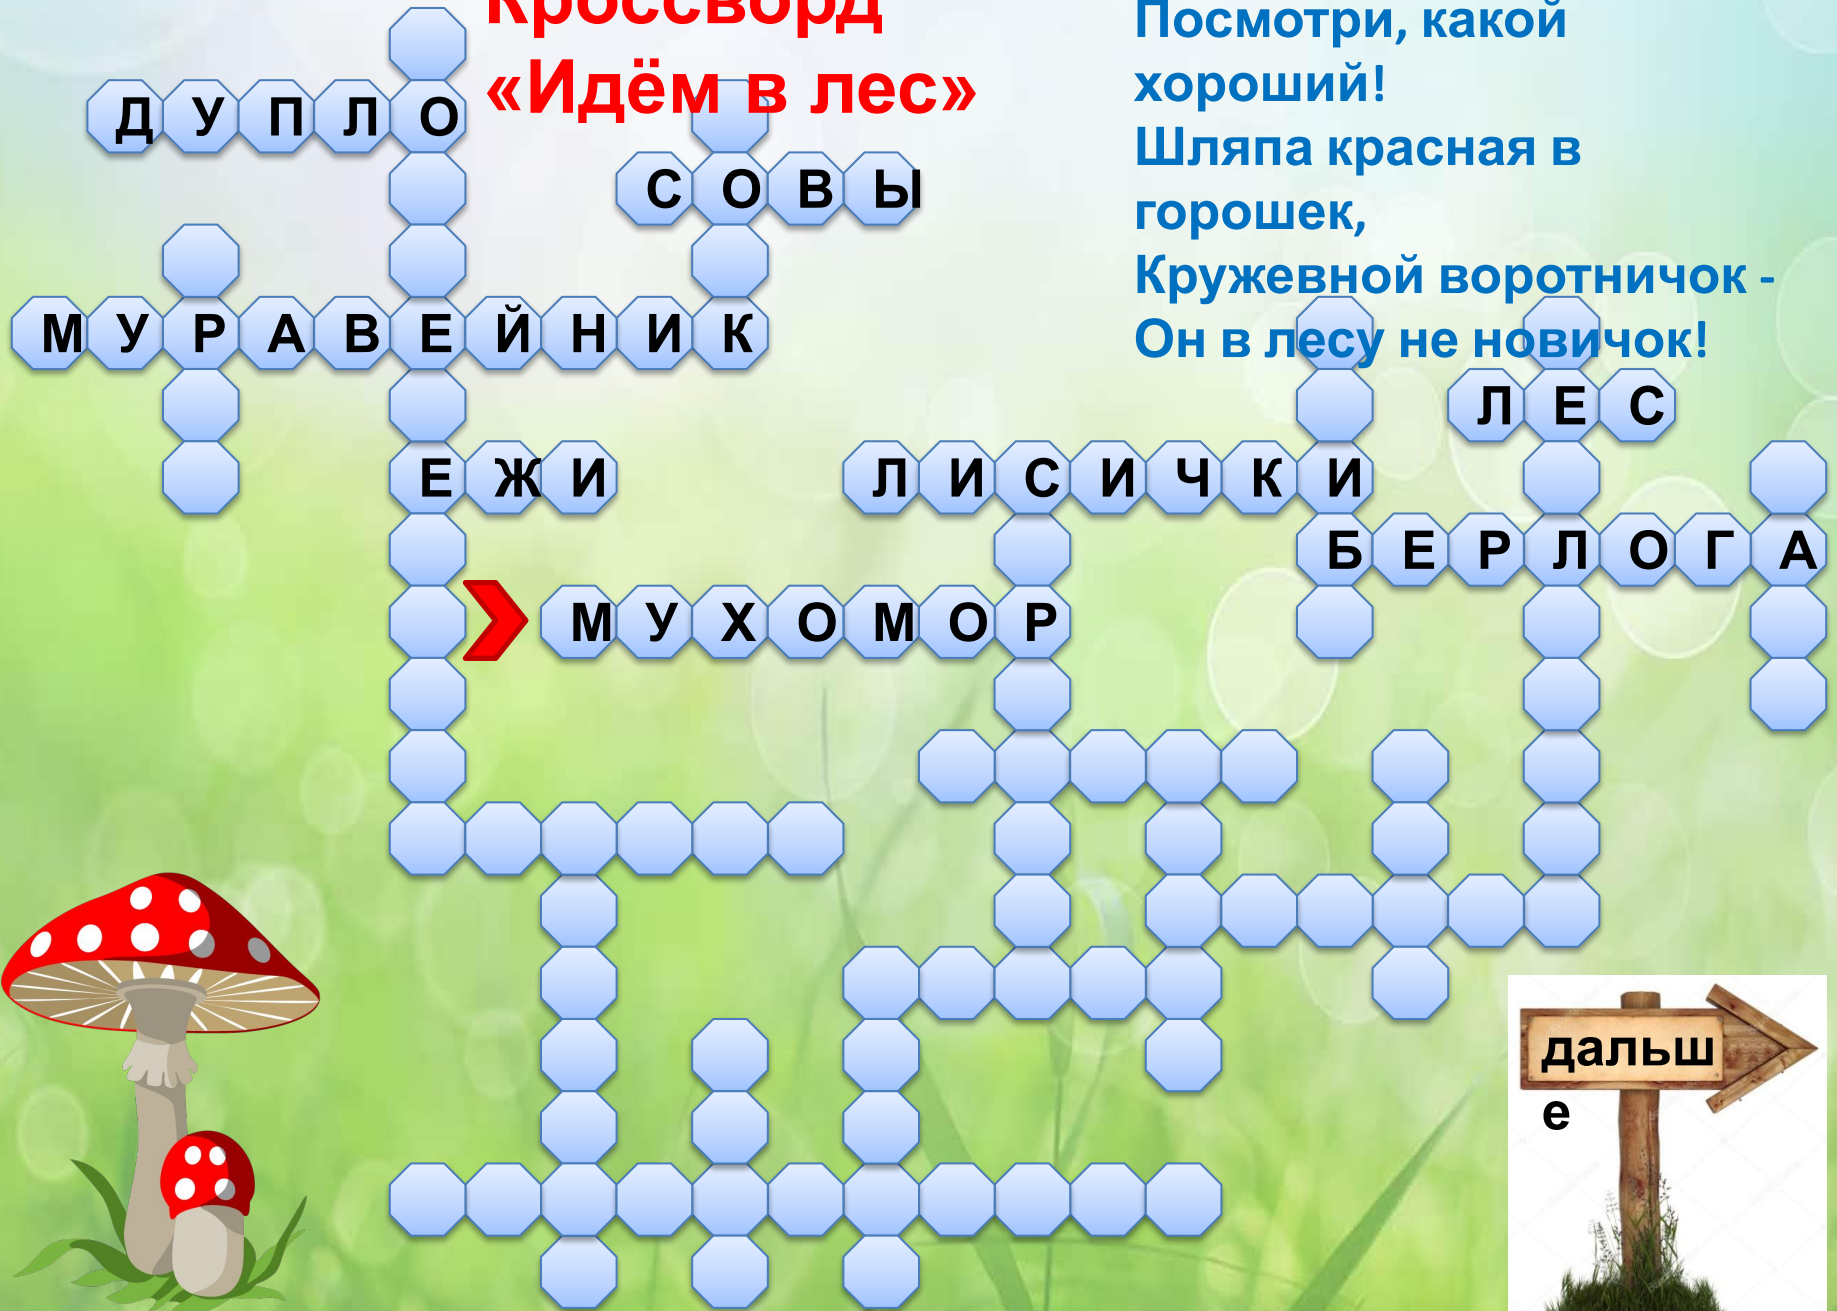 Кроссворд
«Идём в лес»
Посмотри, какой
хороший!
Шляпа красная в
горошек,
Кружевной воротничок -
Он в лесу не новичок!
ДУПЛО
СОВЫ
МУРАВЕЙНИК
ЛЕС
ЕЖИ
ЛИСИЧКИ
БЕРЛОГА
МУХОМОР
дальш
е